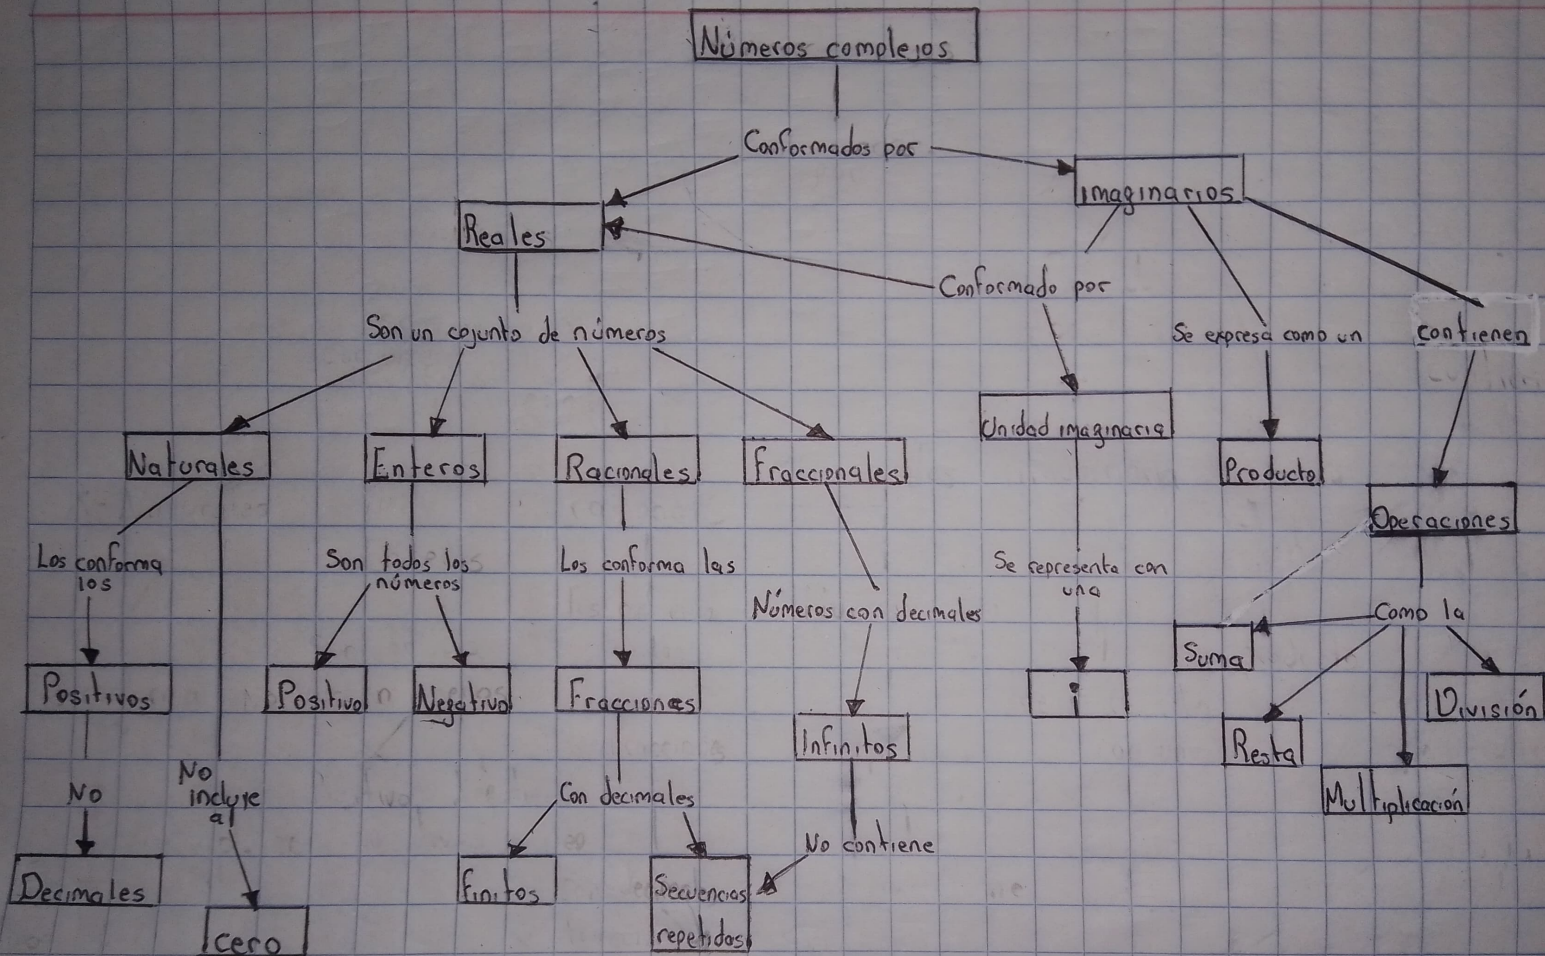 Números complejos
Conformados por
imaginarios
Reales
Conformado por
Son un cojunto de números
Se expresa como un
contienen
Unidad imaginaria
Naturales
Enteros
Racionales
Fraccionales
Producto
Operaciones
Los conforma
los
Son todos los
números
Los conforma las
Se representa con
una
Números con decimales
Como la
Suma
Positivos
Positivo
Negativo
Fracciones
i
División
Infinitos
Resta
No
No
incluye
al
Con decimales
Multiplicación
No contiene
Decimales
Finitos
Secuencias
repetidas
cero